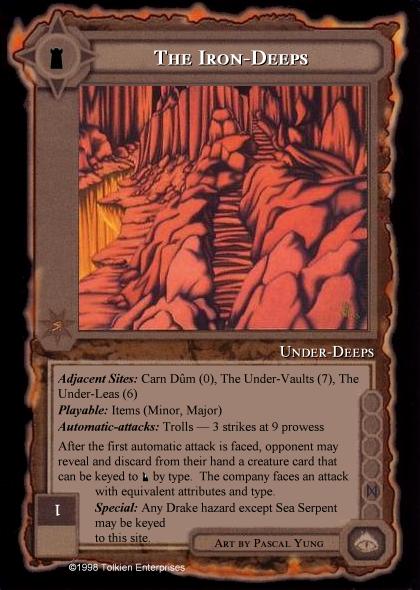 The Iron-Deeps
Under-Deeps
Adjacent Sites: Carn Dûm (0), The Under-Vaults (7), The
Under-Leas (6)
Playable: Items (Minor, Major)
Automatic-attacks: Trolls — 3 strikes at 9 prowess
After the first automatic attack is faced, opponent may
reveal and discard from their hand a creature card that
can be keyed to by type. The company faces an attack
with equivalent attributes and type.
Special: Any Drake hazard except Sea Serpent
may be keyed
to this site.
1
Art by Pascal Yung
©1998 Tolkien Enterprises